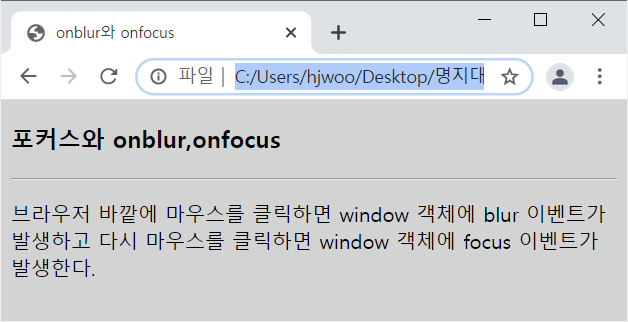 onblur와 onfocus
파일 | C:/Users/hjwoo/Desktop/명지대
포커스와 onblur,onfocus
브라우저 바깥에 마우스를 클릭하면 window 객체에 blur 이벤트가
발생하고 다시 마우스를 클릭하면 window 객체에 focus 이벤트가
발생한다.